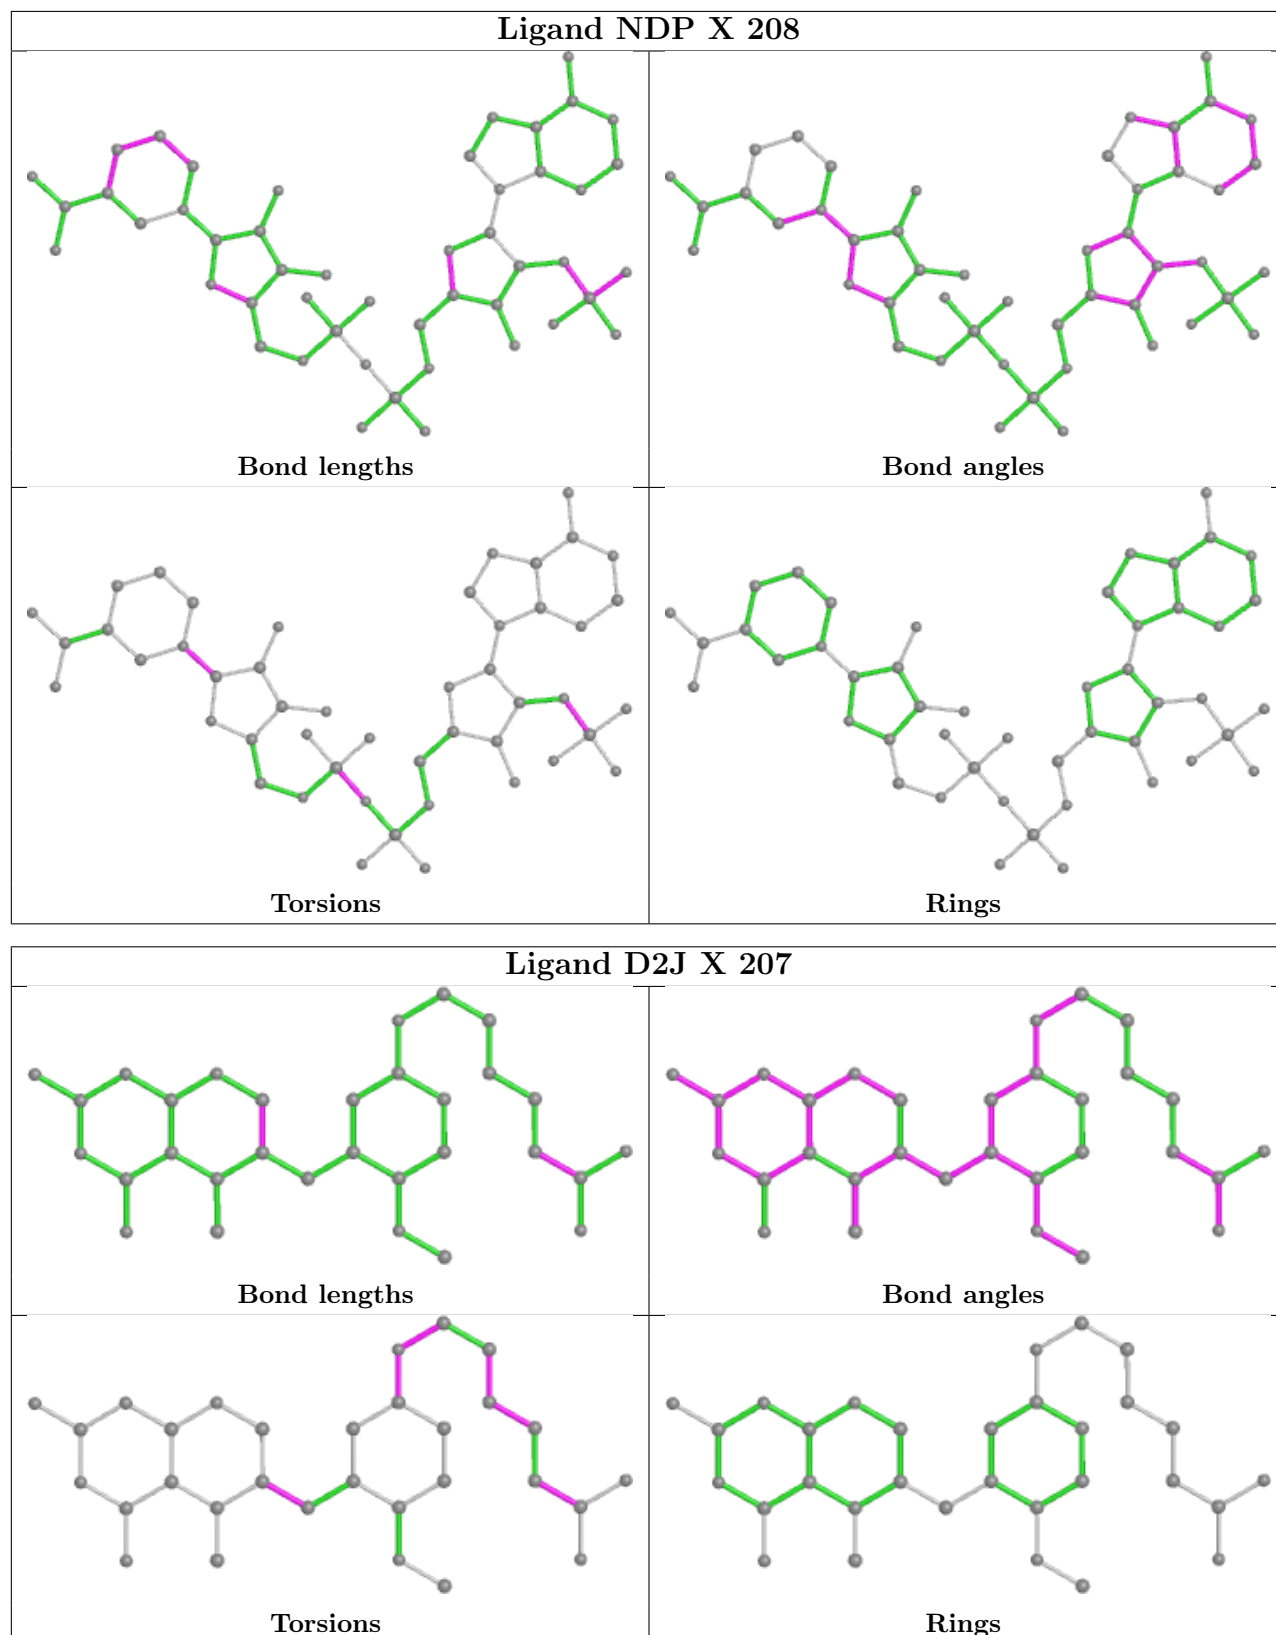 Ligand NDP X 208
Bond lengths
Bond angles
Torsions
Rings
Ligand D2J X 207
Bond lengths
Bond angles
Torsions
Rings